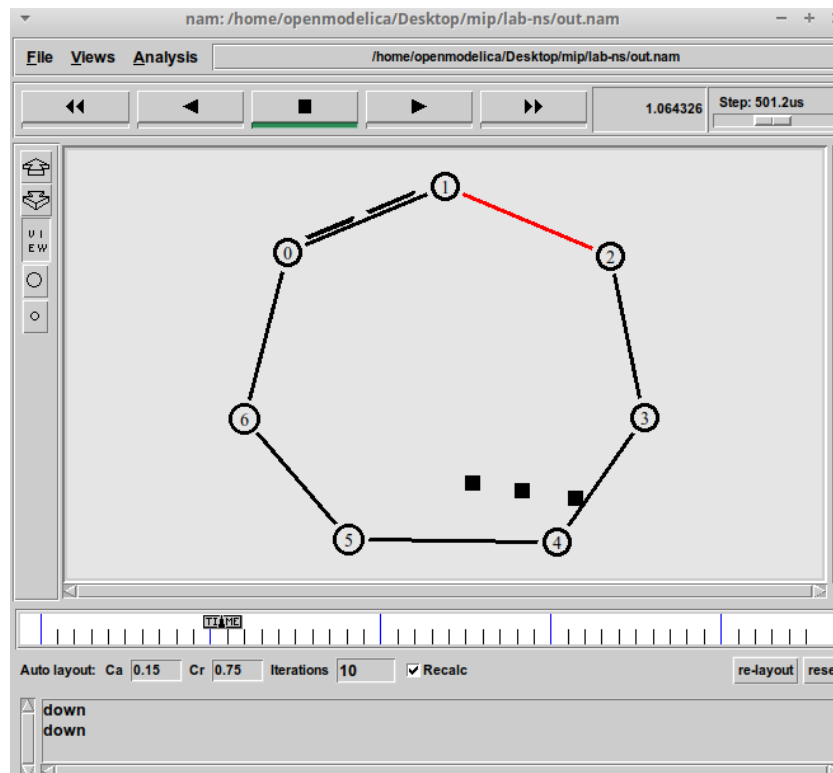 nam: /home/openmodelica/Desktop/mip/lab-ns/out.nam
File Views Analysis /home/openmodelica/Desktop/mip/lab-ns/out.nam
1.064326 Step: 501.2us
1
0
2
VIEW
6
3
5
4
TIME
Auto layout: Ca 0.15 Cr 0.75 Iterations 10 Recalc re-layout rese
down
down